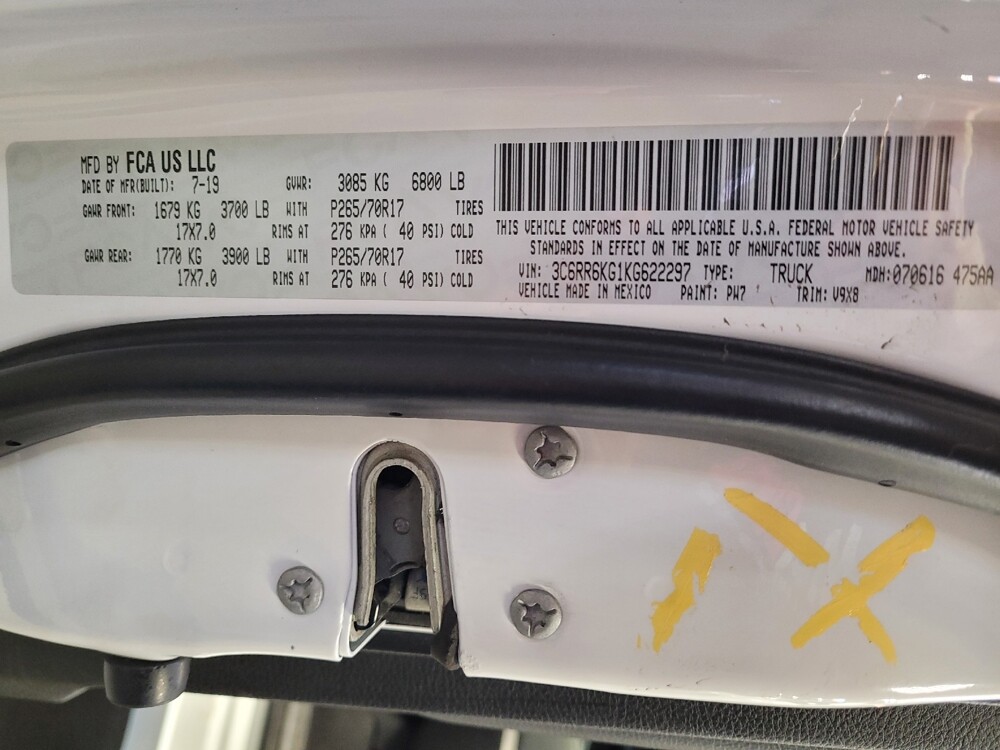 MFD BY FCA US LLC
DATE OF MFR(BUILT): 7-19 GVWR: 3085 KG 6800 LB
GAWR FRONT: 1679 KG 3700 LB WITH P265/70R17 TIRES
17X7.0 RIMS AT 276 KPA ( 40 PSI) COLD
GAWR REAR: 1770 KG 3900 LB WITH P265/70R17 TIRES
17X7.0 RIMS AT 276 KPA ( 40 PSI) COLD
THIS VEHICLE CONFORMS TO ALL APPLICABLE U.S.A. FEDERAL MOTOR VEHICLE SAFETY
STANDARDS IN EFFECT ON THE DATE OF MANUFACTURE SHOWN ABOVE.
VIN: 3C6RR6KG1KG622297 TYPE: TRUCK MDH:070616 475AA
VEHICLE MADE IN MEXICO PAINT: PW7 TRIM: V9X8